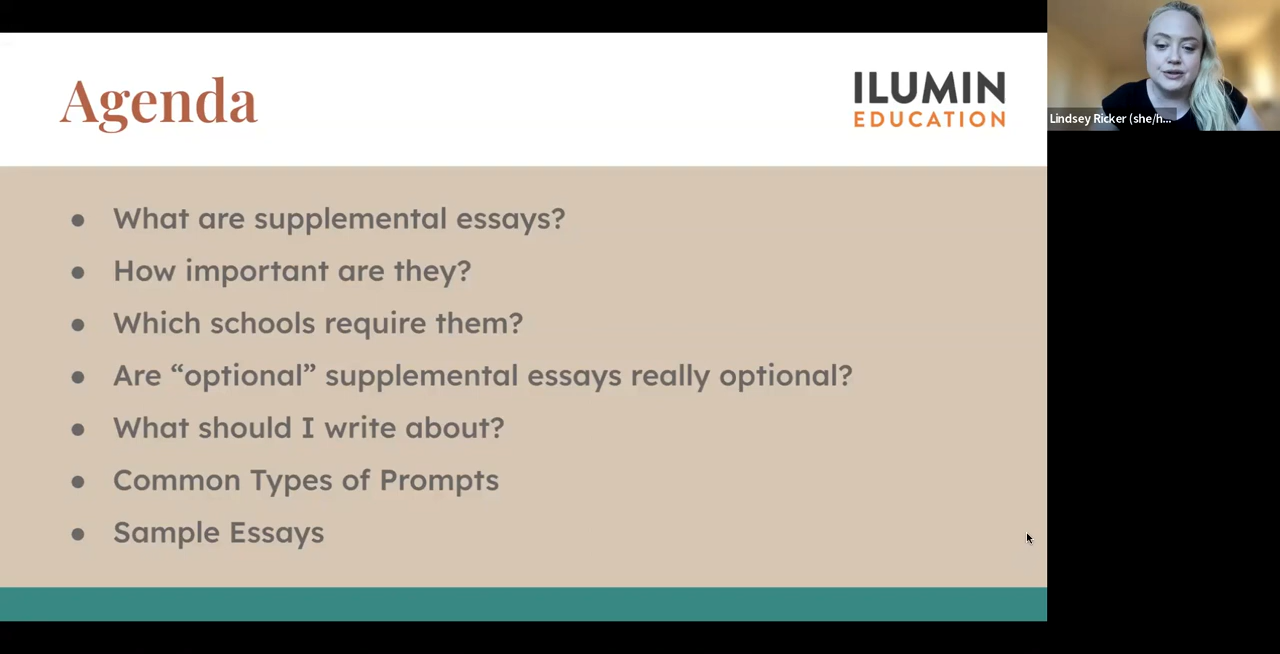 Agenda
ILUMIN
EDUCATION
Lindsey Ricker (she/h...
● What are supplemental essays?
● How important are they?
● Which schools require them?
● Are “optional” supplemental essays really optional?
● What should I write about?
● Common Types of Prompts
● Sample Essays